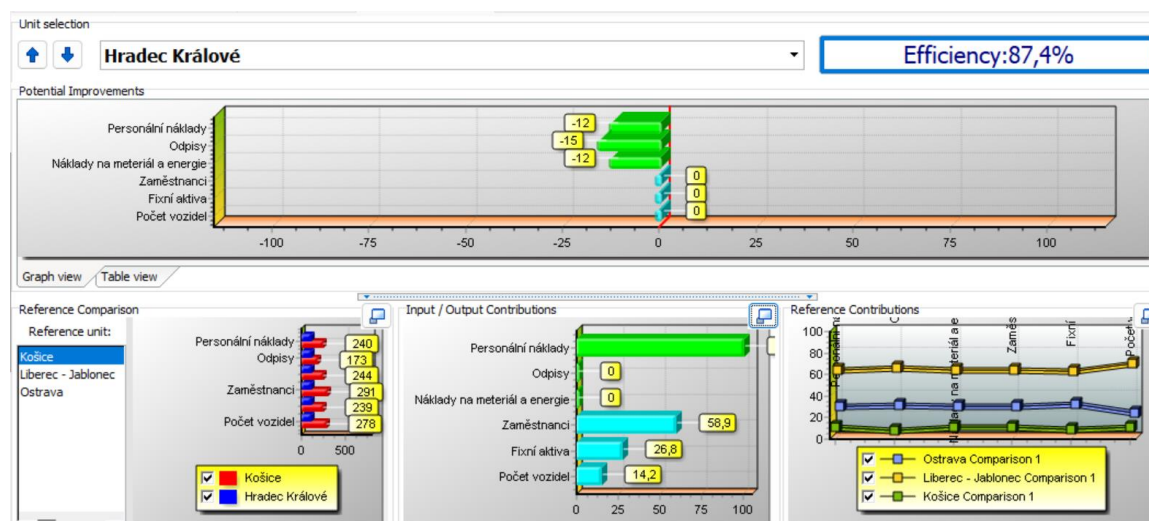 Unit selection
Hradec Králové
Efficiency:87,4%
Potential Improvements
Personální náklady
Odpisy
Náklady na meteriál a energie
Zaměstnanci
Fixní aktiva
Počet vozidel
-12
-15
-12
0
0
0
-100 -75 -50 -25 0 25 50 75 100
Graph view Table view
Reference Comparison
Reference unit:
Košice
Liberec - Jablonec
Ostrava
Personální náklady 240
Odpisy 173
244
Zaměstnanci 291
239
Počet vozidel 278
0 500
Košice
Hradec Králové
Input / Output Contributions
Personální náklady
Odpisy 0
Náklady na meteriál a energie 0
Zaměstnanci 58,9
Fixní aktiva 26,8
Počet vozidel 14,2
0 25 50 75 100
Reference Contributions
100
80
60
40
20
0
Zaměs
Fixní
Ostrava Comparison 1
Liberec - Jablonec Comparison 1
Košice Comparison 1